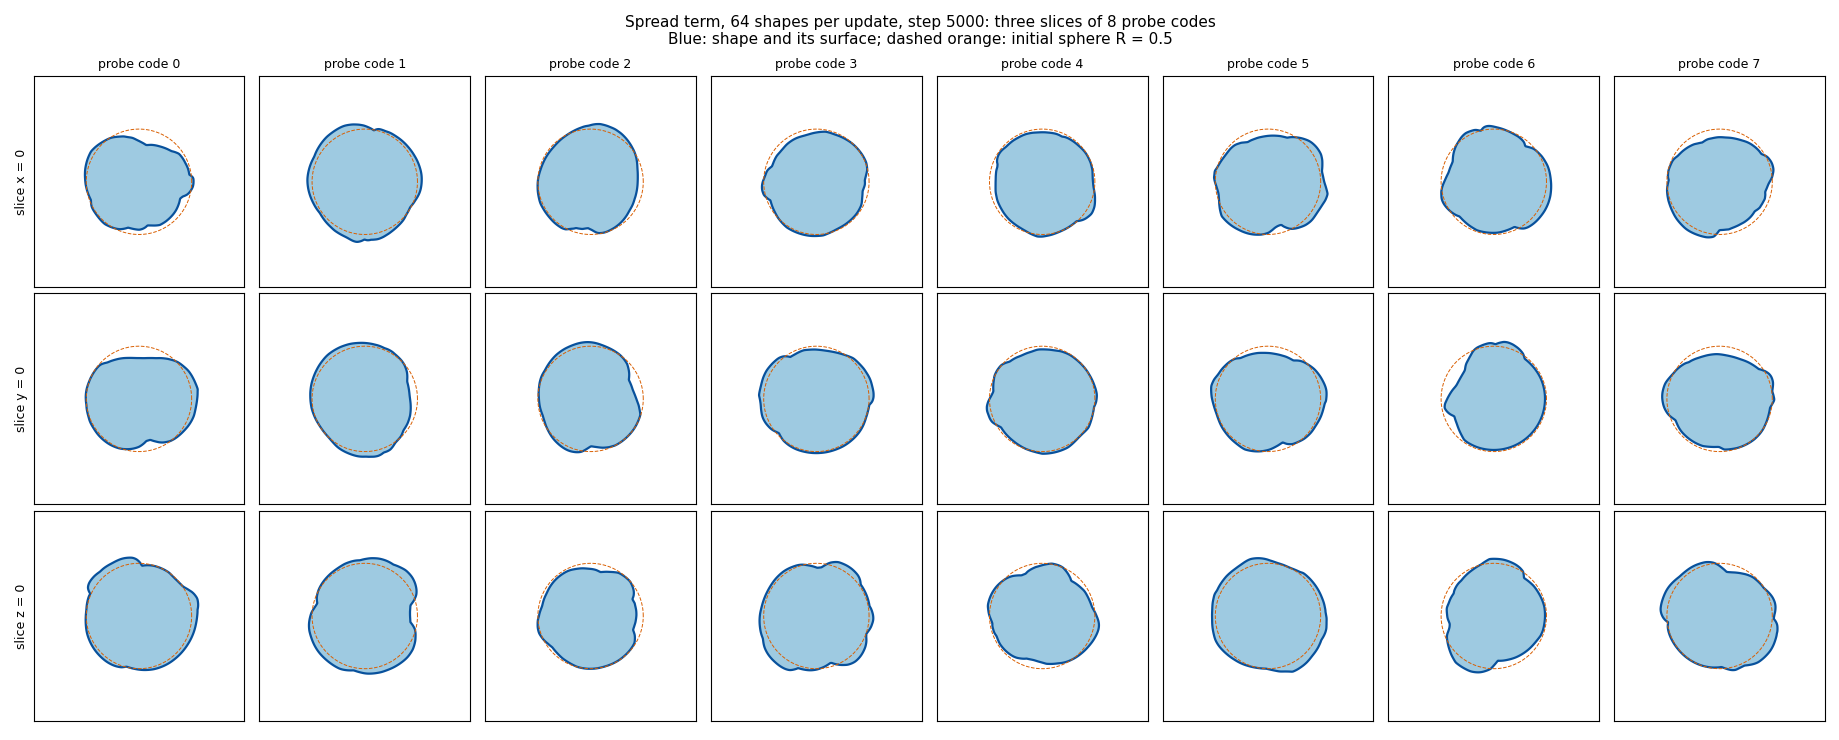 Spread term, 64 shapes per update, step 5000: three slices of 8 probe codes
Blue: shape and its surface; dashed orange: initial sphere R = 0.5
probe code 0
probe code 1
probe code 2
probe code 3
probe code 4
probe code 5
probe code 6
probe code 7
slice x = 0
slice y = 0
slice z = 0